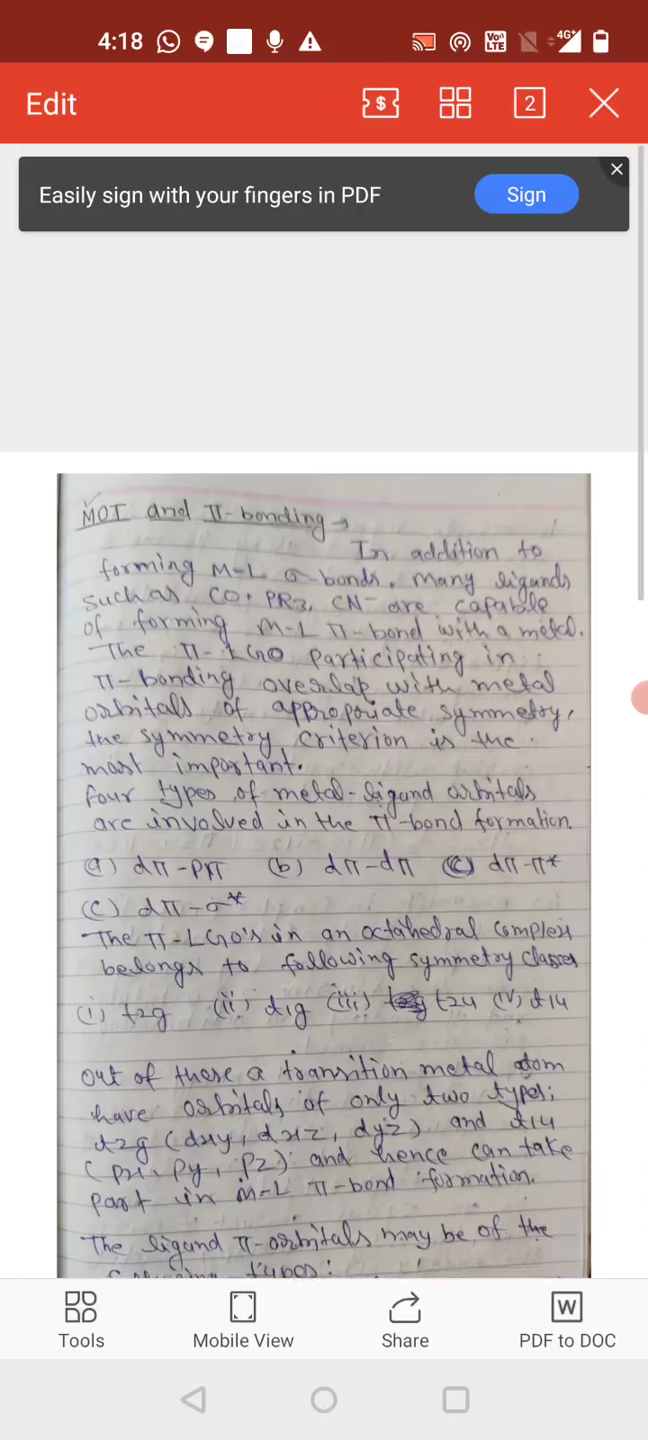 4:18
VoD LTE
4G+
Edit
$
2
Easily sign with your fingers in PDF
Sign
MOT and π-bonding →
In addition to
forming M-L σ-bonds. Many ligands
such as CO, PR3, CN- are capable
of forming M-L π-bond with a metal.
The π-LGO participating in
π-bonding overlap with metal
orbitals of approporiate symmetry,
the symmetry criterion is the
most important.
four types of metal-ligand orbitals
are involved in the π-bond formation.
(a) dπ-pπ (b) dπ-dπ (c) dπ-π*
(c) dπ-σ*
The π-LGO's in an octahedral complex
belongs to following symmetry classes
(i) t2g (ii) t1g (iii) t2u (iv) t1u
out of these a transition metal atom
have orbitals of only two types;
t2g (dxy, dxz, dyz) and t1u
(px, py, pz) and hence can take
part in M-L π-bond formation.
The ligand π-orbitals may be of the
types:
Tools
Mobile View
Share
W
PDF to DOC